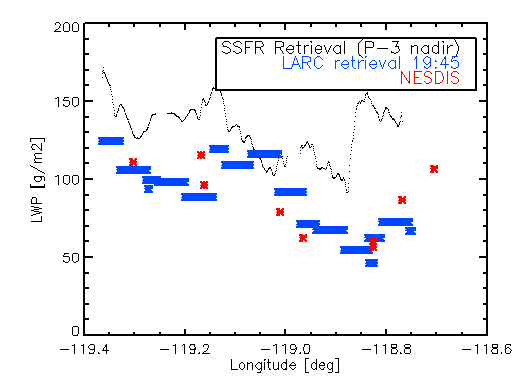 200
SSFR Retrieval (P-3 nadir)
LARC retrieval 19:45
NESDIS
150
100
50
0
LWP [g/m2]
-119.4 -119.2 -119.0 -118.8 -118.6
Longitude [deg]